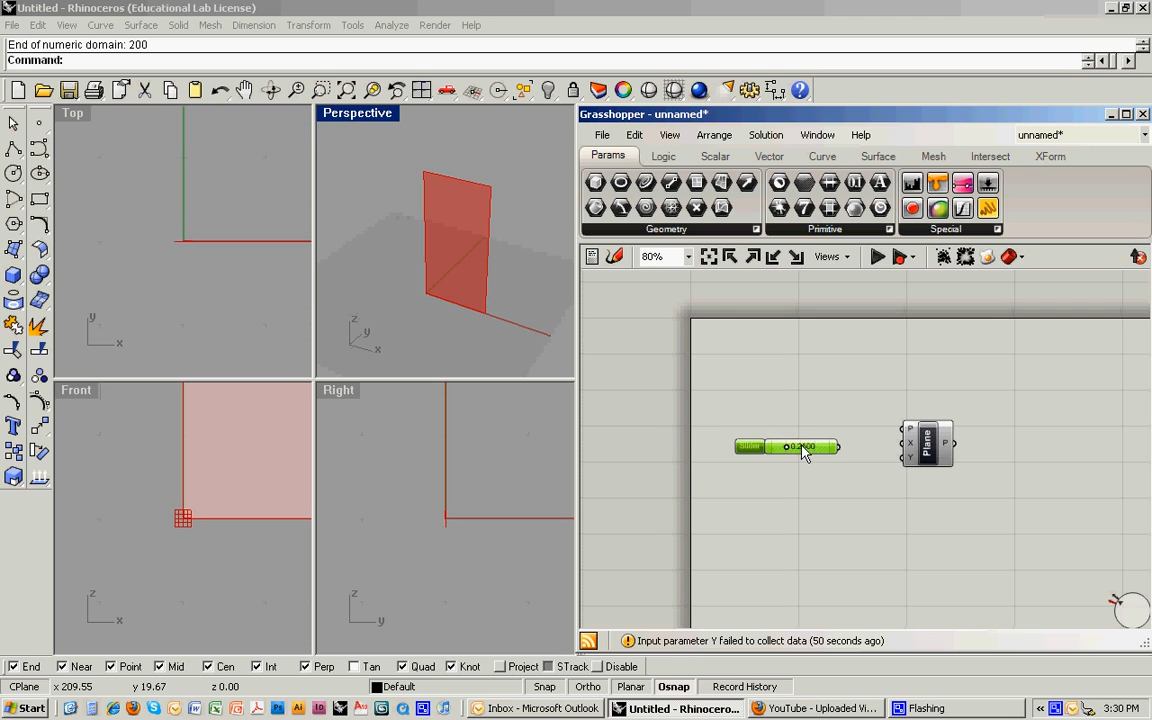 Untitled - Rhinoceros (Educational Lab License)
File Edit View Curve Surface Solid Mesh Dimension Transform Tools Analyze Render Help
End of numeric domain: 200
Command:
Top
Perspective
y
x
z
y
x
Front
Right
z
x
z
y
Grasshopper - unnamed*
File Edit View Arrange Solution Window Help unnamed*
Params Logic Scalar Vector Curve Surface Mesh Intersect XForm
Geometry Primitive Special
80% Views
P
X
Y
Plane
P
Input parameter Y failed to collect data (50 seconds ago)
End Near Point Mid Cen Int Perp Tan Quad Knot Project STrack Disable
CPlane x 209.55 y 19.67 z 0.00 Default Snap Ortho Planar Osnap Record History
Start Inbox - Microsoft Outlook Untitled - Rhinocero... YouTube - Uploaded Vi... Flashing 3:30 PM